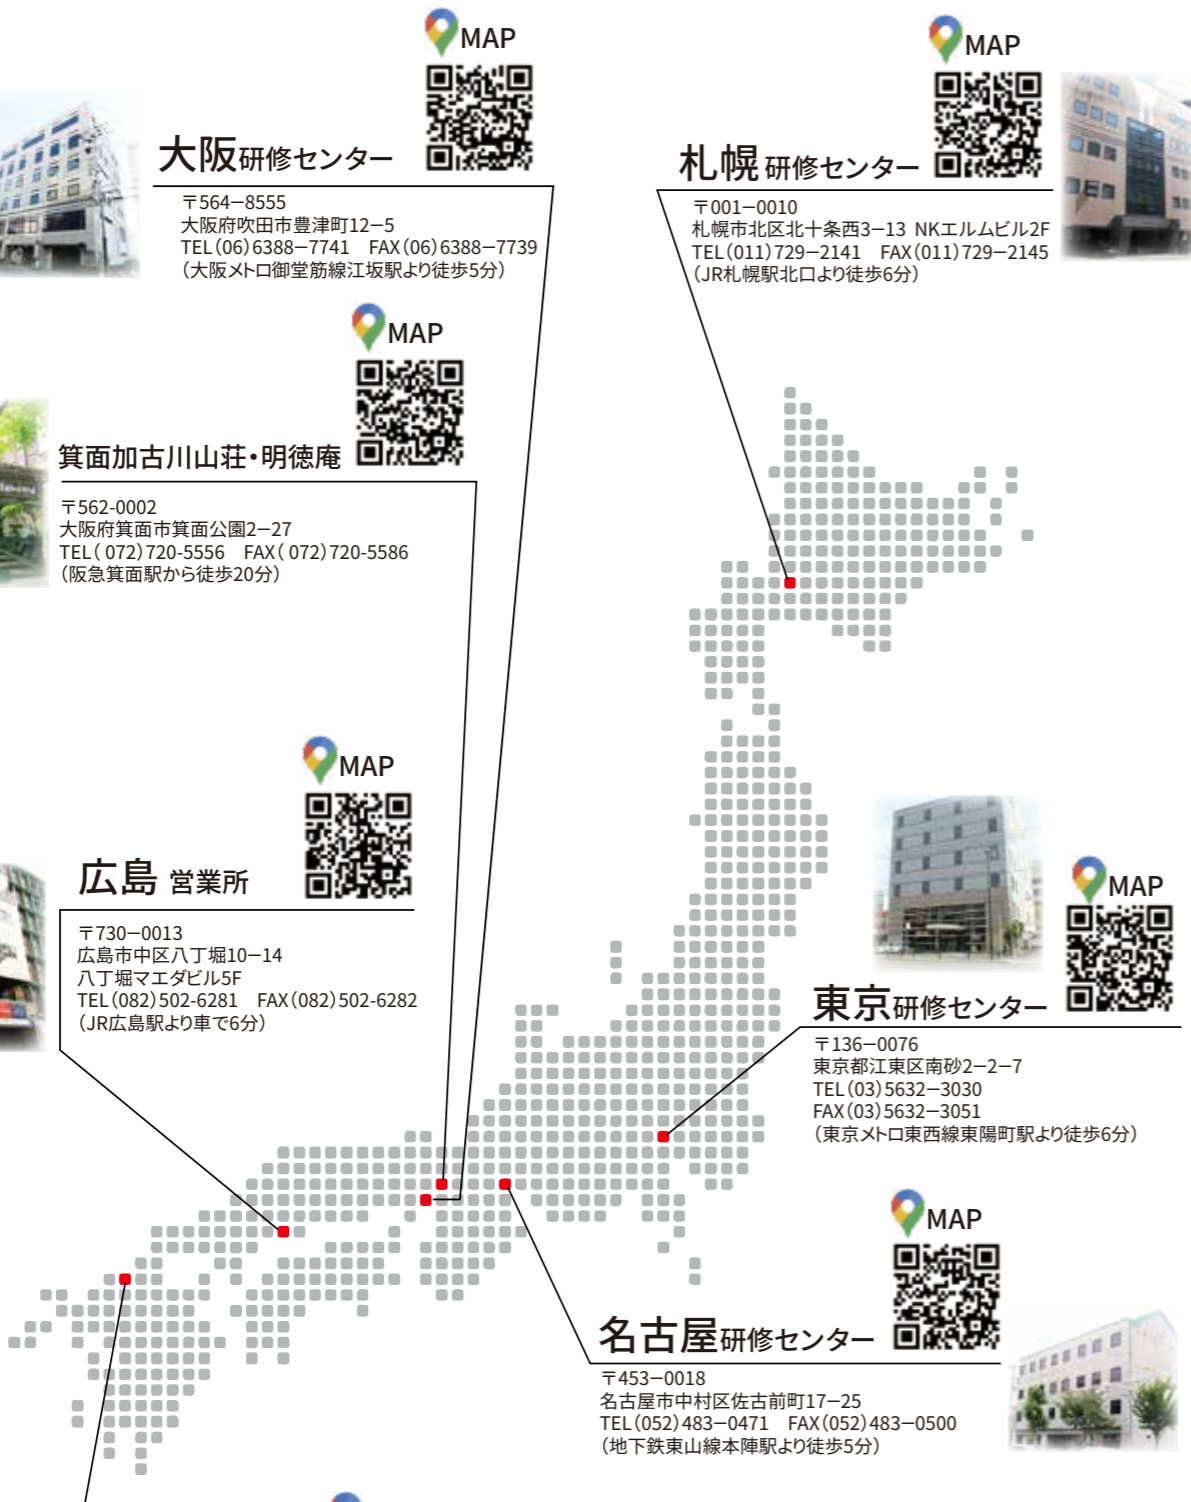 MAP
大阪研修センター
〒564−8555
大阪府吹田市豊津町12−5
TEL(06)6388−7741 FAX(06)6388−7739
(大阪メトロ御堂筋線江坂駅より徒歩5分)
MAP
札幌 研修センター
〒001−0010
札幌市北区北十条西3−13 NKエルムビル2F
TEL(011)729−2141 FAX(011)729−2145
(JR札幌駅北口より徒歩6分)
MAP
箕面加古川山荘・明徳庵
〒562-0002
大阪府箕面市箕面公園2−27
TEL( 072)720-5556 FAX( 072)720-5586
(阪急箕面駅から徒歩20分)
MAP
広島 営業所
〒730−0013
広島市中区八丁堀10−14
八丁堀マエダビル5F
TEL(082)502-6281 FAX(082)502-6282
(JR広島駅より車で6分)
MAP
東京研修センター
〒136−0076
東京都江東区南砂2−2−7
TEL(03)5632−3030
FAX(03)5632−3051
(東京メトロ東西線東陽町駅より徒歩6分)
MAP
名古屋研修センター
〒453−0018
名古屋市中村区佐古前町17−25
TEL(052)483−0471 FAX(052)483−0500
(地下鉄東山線本陣駅より徒歩5分)